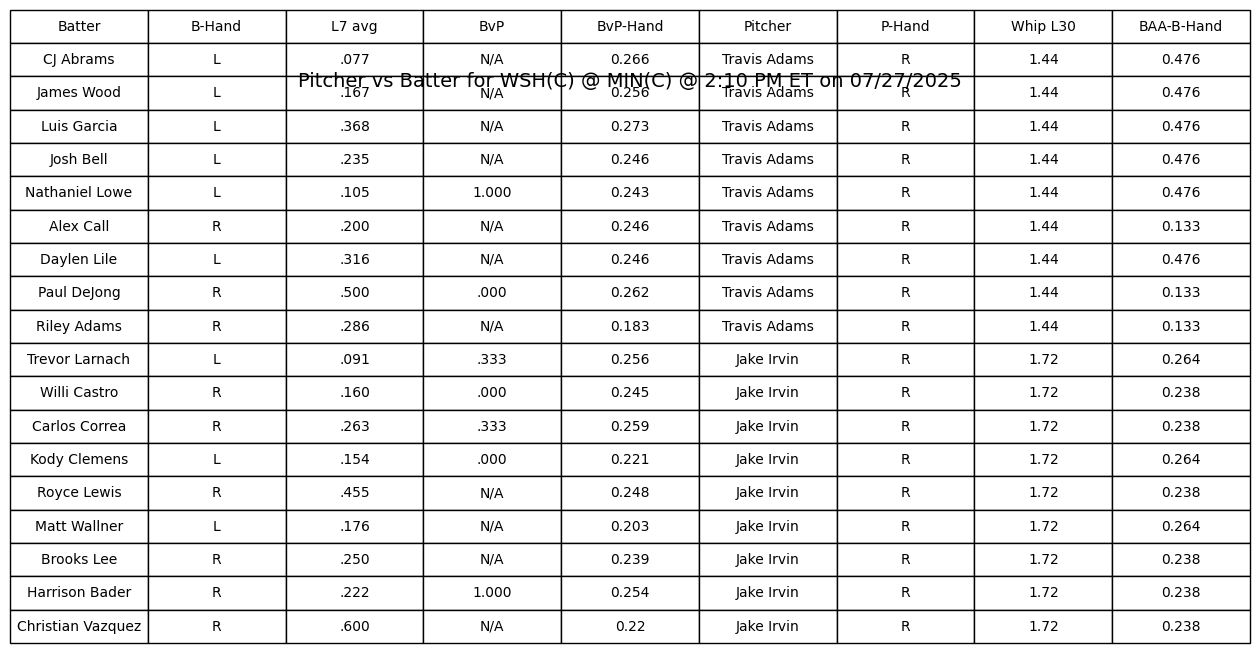 Batter B-Hand L7 avg BvP BvP-Hand Pitcher P-Hand Whip L30 BAA-B-Hand
CJ Abrams L .077 N/A 0.266 Travis Adams R 1.44 0.476
Pitcher vs Batter for WSH(C) @ MIN(C) @ 2:10 PM ET on 07/27/2025
James Wood L .167 N/A 0.256 Travis Adams R 1.44 0.476
Luis Garcia L .368 N/A 0.273 Travis Adams R 1.44 0.476
Josh Bell L .235 N/A 0.246 Travis Adams R 1.44 0.476
Nathaniel Lowe L .105 1.000 0.243 Travis Adams R 1.44 0.476
Alex Call R .200 N/A 0.246 Travis Adams R 1.44 0.133
Daylen Lile L .316 N/A 0.246 Travis Adams R 1.44 0.476
Paul DeJong R .500 .000 0.262 Travis Adams R 1.44 0.133
Riley Adams R .286 N/A 0.183 Travis Adams R 1.44 0.133
Trevor Larnach L .091 .333 0.256 Jake Irvin R 1.72 0.264
Willi Castro R .160 .000 0.245 Jake Irvin R 1.72 0.238
Carlos Correa R .263 .333 0.259 Jake Irvin R 1.72 0.238
Kody Clemens L .154 .000 0.221 Jake Irvin R 1.72 0.264
Royce Lewis R .455 N/A 0.248 Jake Irvin R 1.72 0.238
Matt Wallner L .176 N/A 0.203 Jake Irvin R 1.72 0.264
Brooks Lee R .250 N/A 0.239 Jake Irvin R 1.72 0.238
Harrison Bader R .222 1.000 0.254 Jake Irvin R 1.72 0.238
Christian Vazquez R .600 N/A 0.22 Jake Irvin R 1.72 0.238